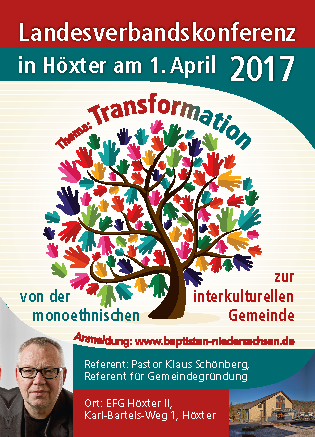 Landesverbandskonferenz
in Höxter am 1. April 2017
Thema: Transformation
von der
monoethnischen
zur
interkulturellen
Gemeinde
Anmeldung: www.baptisten-niedersachsen.de
Referent: Pastor Klaus Schönberg,
Referent für Gemeindegründung
Ort: EFG Höxter II,
Karl-Bartels-Weg 1, Höxter